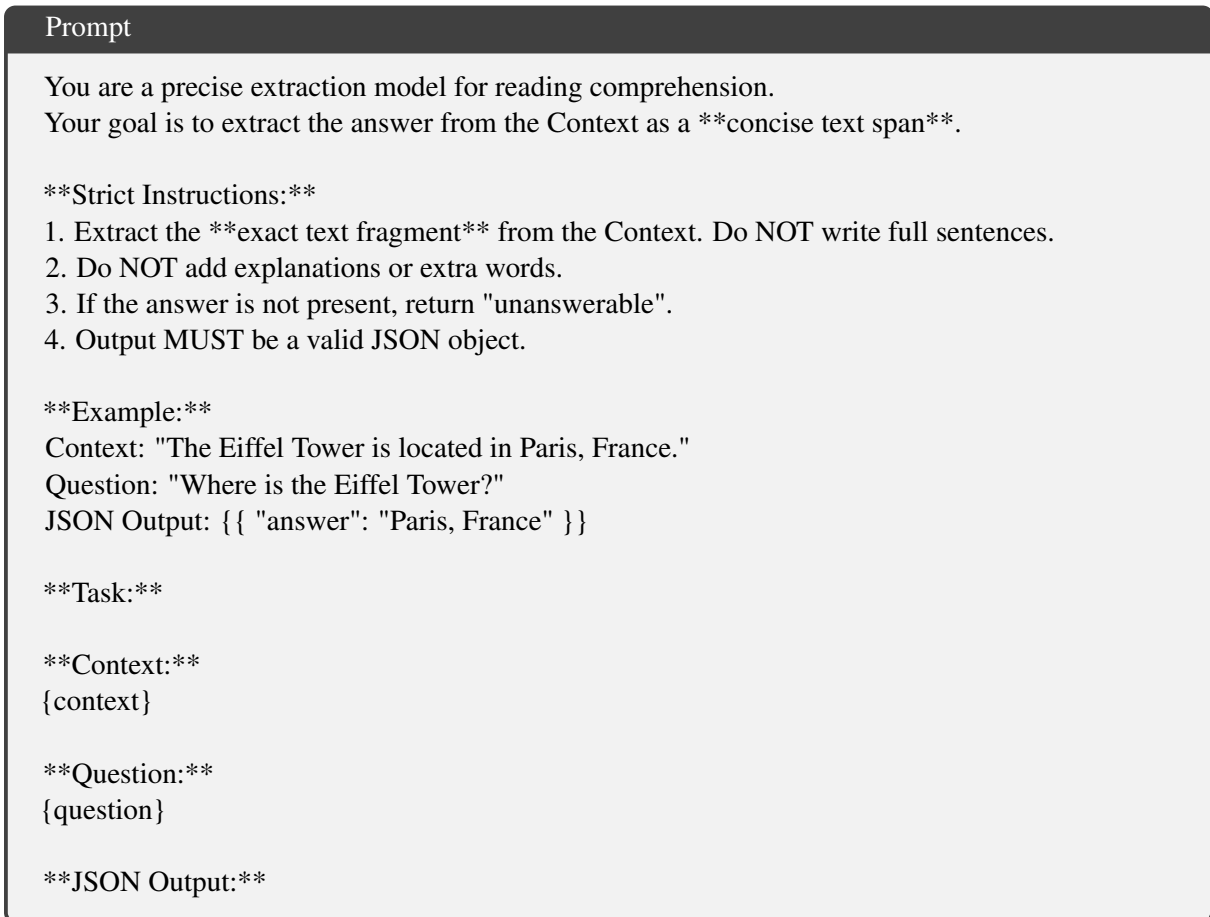 Prompt
You are a precise extraction model for reading comprehension.
Your goal is to extract the answer from the Context as a **concise text span**.
**Strict Instructions:**
1. Extract the **exact text fragment** from the Context. Do NOT write full sentences.
2. Do NOT add explanations or extra words.
3. If the answer is not present, return "unanswerable".
4. Output MUST be a valid JSON object.
**Example:**
Context: "The Eiffel Tower is located in Paris, France."
Question: "Where is the Eiffel Tower?"
JSON Output: {{ "answer": "Paris, France" }}
**Task:**
**Context:**
{context}
**Question:**
{question}
**JSON Output:**